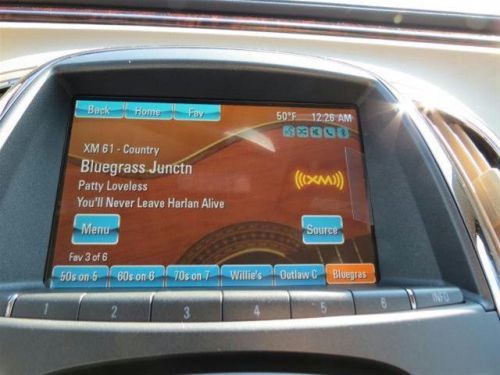 Back Home Fav
50°F 12:26 AM
XM 61 - Country
Bluegrass Junctn
Patty Loveless
You'll Never Leave Harlan Alive
((XM))
Menu Source
Fav 3 of 6
50s on 5 60s on 6 70s on 7 Willie's Outlaw C Bluegras
1 2 3 4 5 6 INFO